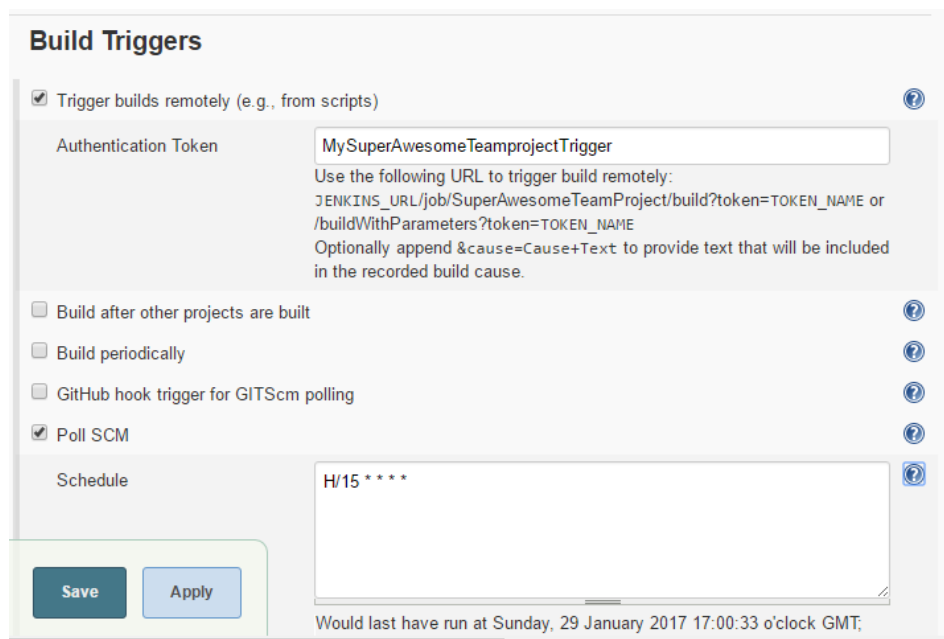 Build Triggers
Trigger builds remotely (e.g., from scripts)
Authentication Token
MySuperAwesomeTeamprojectTrigger
Use the following URL to trigger build remotely:
JENKINS_URL/job/SuperAwesomeTeamProject/build?token=TOKEN_NAME or
/buildWithParameters?token=TOKEN_NAME
Optionally append &cause=Cause+Text to provide text that will be included
in the recorded build cause.
Build after other projects are built
Build periodically
GitHub hook trigger for GITScm polling
Poll SCM
Schedule
H/15 * * * *
Save
Apply
Would last have run at Sunday, 29 January 2017 17:00:33 o'clock GMT;